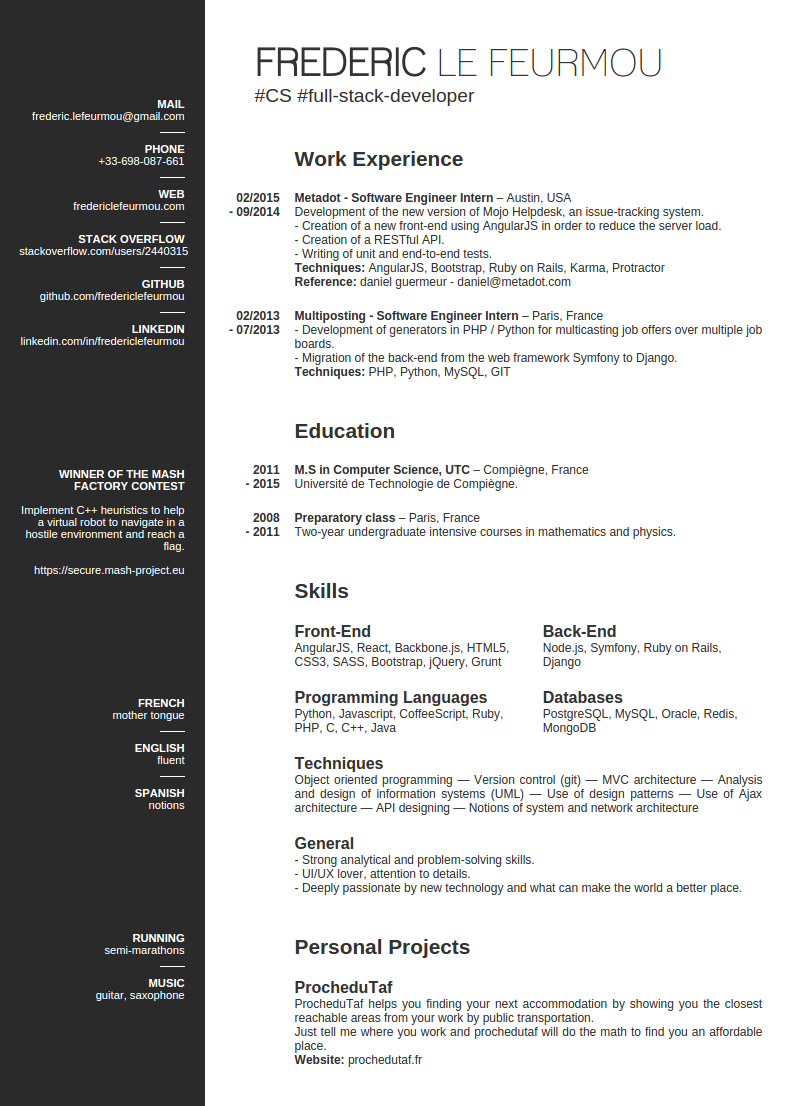 FREDERIC LE FEURMOU
#CS #full-stack-developer
MAIL
frederic.lefeurmou@gmail.com
PHONE
+33-698-087-661
WEB
fredericlefeurmou.com
STACK OVERFLOW
stackoverflow.com/users/2440315
GITHUB
github.com/fredericlefeurmou
LINKEDIN
linkedin.com/in/fredericlefeurmou
WINNER OF THE MASH
FACTORY CONTEST
Implement C++ heuristics to help
a virtual robot to navigate in a
hostile environment and reach a
flag.
https://secure.mash-project.eu
FRENCH
mother tongue
ENGLISH
fluent
SPANISH
notions
RUNNING
semi-marathons
MUSIC
guitar, saxophone
Work Experience
02/2015 Metadot - Software Engineer Intern – Austin, USA
- 09/2014 Development of the new version of Mojo Helpdesk, an issue-tracking system.
- Creation of a new front-end using AngularJS in order to reduce the server load.
- Creation of a RESTful API.
- Writing of unit and end-to-end tests.
Techniques: AngularJS, Bootstrap, Ruby on Rails, Karma, Protractor
Reference: daniel guermeur - daniel@metadot.com
02/2013 Multiposting - Software Engineer Intern – Paris, France
- 07/2013 - Development of generators in PHP / Python for multicasting job offers over multiple job
boards.
- Migration of the back-end from the web framework Symfony to Django.
Techniques: PHP, Python, MySQL, GIT
Education
2011 M.S in Computer Science, UTC – Compiègne, France
- 2015 Université de Technologie de Compiègne.
2008 Preparatory class – Paris, France
- 2011 Two-year undergraduate intensive courses in mathematics and physics.
Skills
Front-End
AngularJS, React, Backbone.js, HTML5,
CSS3, SASS, Bootstrap, jQuery, Grunt
Back-End
Node.js, Symfony, Ruby on Rails,
Django
Programming Languages
Python, Javascript, CoffeeScript, Ruby,
PHP, C, C++, Java
Databases
PostgreSQL, MySQL, Oracle, Redis,
MongoDB
Techniques
Object oriented programming — Version control (git) — MVC architecture — Analysis
and design of information systems (UML) — Use of design patterns — Use of Ajax
architecture — API designing — Notions of system and network architecture
General
- Strong analytical and problem-solving skills.
- UI/UX lover, attention to details.
- Deeply passionate by new technology and what can make the world a better place.
Personal Projects
ProcheduTaf
ProcheduTaf helps you finding your next accommodation by showing you the closest
reachable areas from your work by public transportation.
Just tell me where you work and prochedutaf will do the math to find you an affordable
place.
Website: prochedutaf.fr